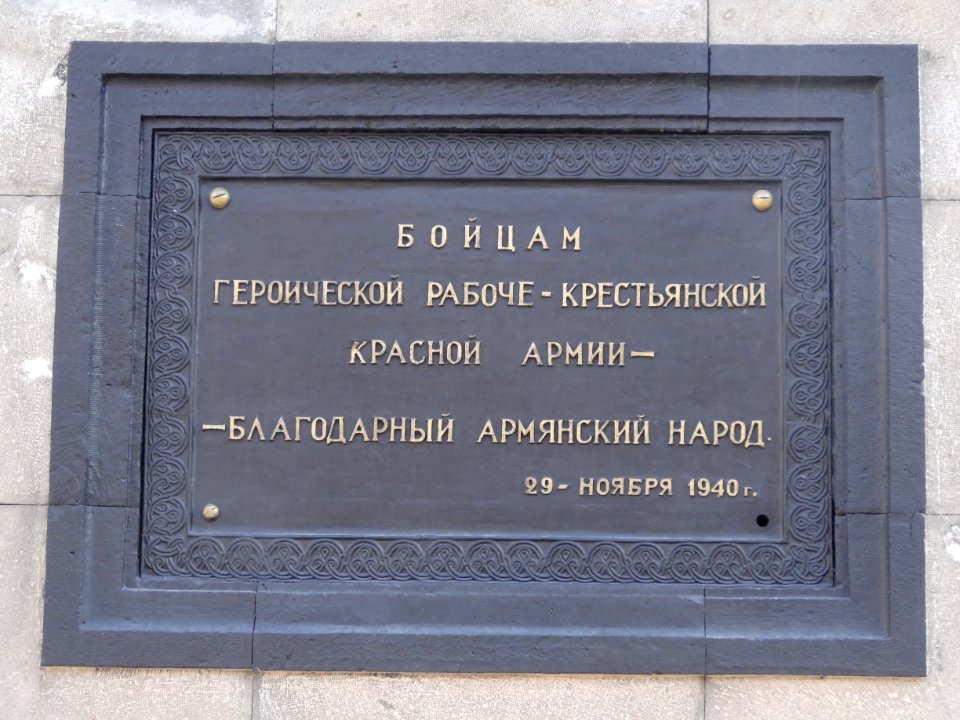 БОЙЦАМ
ГЕРОИЧЕСКОЙ РАБОЧЕ-КРЕСТЬЯНСКОЙ
КРАСНОЙ АРМИИ—
—БЛАГОДАРНЫЙ АРМЯНСКИЙ НАРОД.
29-НОЯБРЯ 1940г.